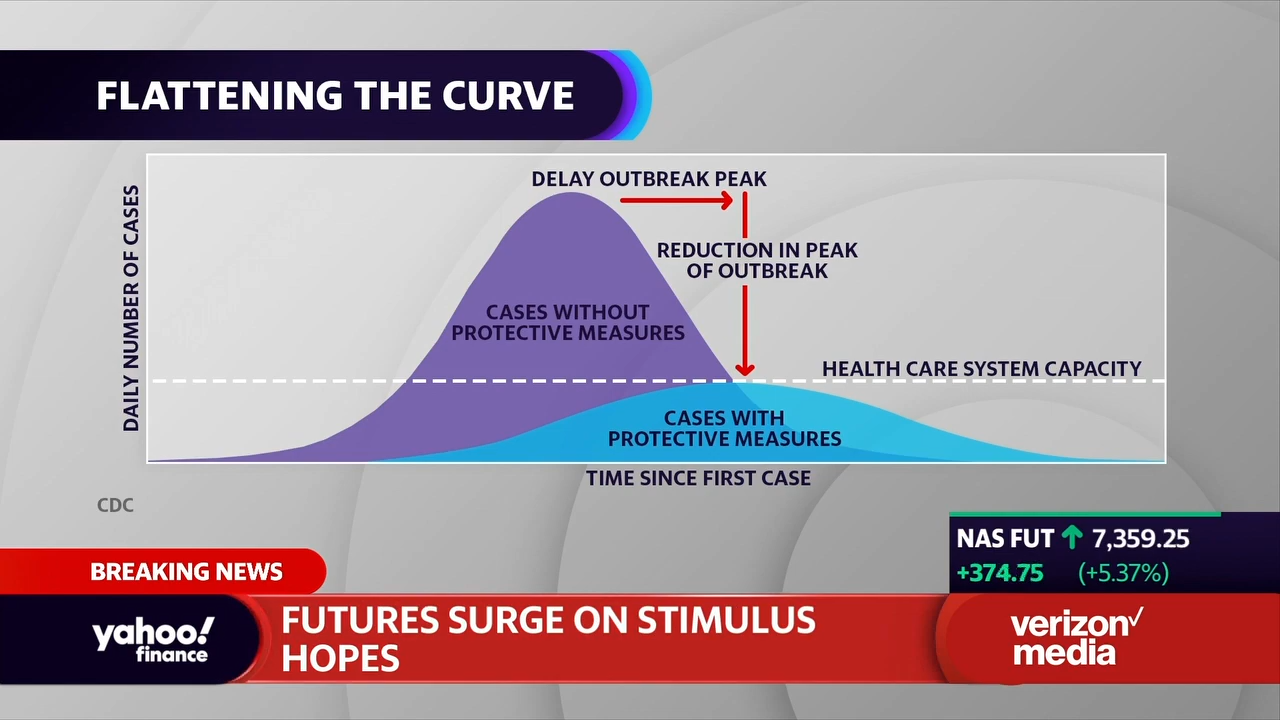 FLATTENING THE CURVE
DELAY OUTBREAK PEAK
REDUCTION IN PEAK
OF OUTBREAK
CASES WITHOUT
PROTECTIVE MEASURES
HEALTH CARE SYSTEM CAPACITY
CASES WITH
PROTECTIVE MEASURES
DAILY NUMBER OF CASES
TIME SINCE FIRST CASE
CDC
NAS FUT 7,359.25
+374.75 (+5.37%)
BREAKING NEWS
yahoo!
finance
FUTURES SURGE ON STIMULUS
HOPES
verizon
media